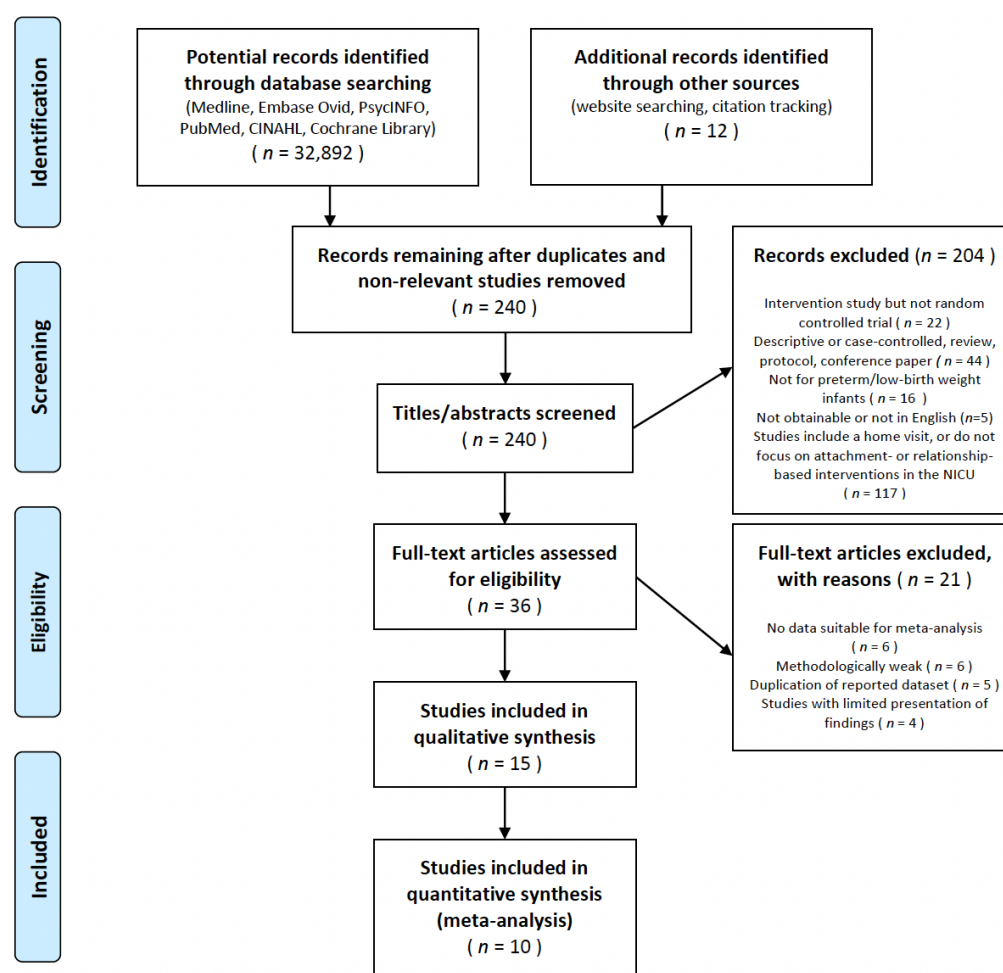 Identification
Potential records identified
through database searching
(Medline, Embase Ovid, PsycINFO,
PubMed, CINAHL, Cochrane Library)
( n = 32,892 )
Additional records identified
through other sources
(website searching, citation tracking)
( n = 12 )
Records remaining after duplicates and
non-relevant studies removed
( n = 240 )
Screening
Titles/abstracts screened
( n = 240 )
Records excluded (n = 204 )
Intervention study but not random
controlled trial ( n = 22 )
Descriptive or case-controlled, review,
protocol, conference paper ( n = 44 )
Not for preterm/low-birth weight
infants ( n = 16 )
Not obtainable or not in English (n=5)
Studies include a home visit, or do not
focus on attachment- or relationship-
based interventions in the NICU
( n = 117 )
Eligibility
Full-text articles assessed
for eligibility
( n = 36 )
Full-text articles excluded,
with reasons ( n = 21 )
No data suitable for meta-analysis
( n = 6 )
Methodologically weak ( n = 6 )
Duplication of reported dataset ( n = 5 )
Studies with limited presentation of
findings ( n = 4 )
Studies included in
qualitative synthesis
( n = 15 )
Included
Studies included in
quantitative synthesis
(meta-analysis)
( n = 10 )